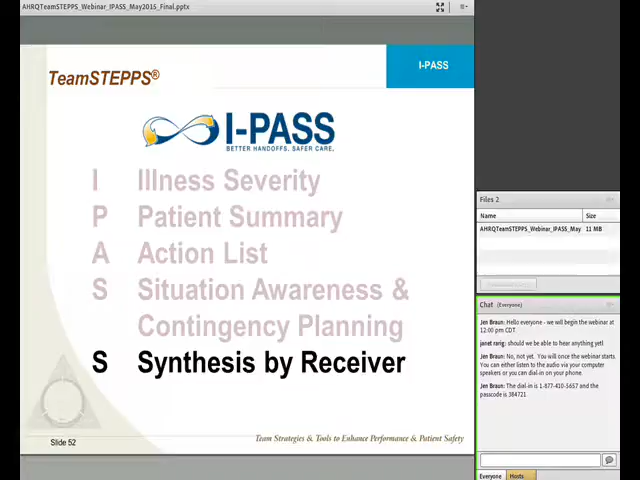 AHRQTeamSTEPPS_Webinar_IPASS_May2015_Final.pptx
TeamSTEPPS®
I-PASS
I-PASS
BETTER HANDOFFS. SAFER CARE.
I Illness Severity
P Patient Summary
A Action List
S Situation Awareness &
Contingency Planning
S Synthesis by Receiver
Slide 52
Team Strategies & Tools to Enhance Performance & Patient Safety
Files 2
Name Size
AHRQTeamSTEPPS_Webinar_IPASS_May 11 MB
Chat (Everyone)
Jen Braun: Hello everyone - we will begin the webinar at
12:00 pm CDT.
janet rarig: should we be able to hear anything yet!
Jen Braun: No, not yet. You will once the webinar starts.
You can either listen to the audio via your computer
speakers or you can dial-in on your phone.
Jen Braun: The dial-in is 1-877-410-5657 and the
passcode is 384721
Everyone Hosts